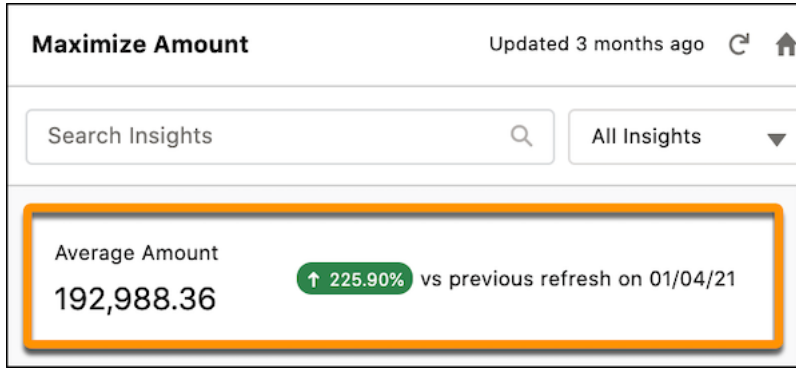 Maximize Amount Updated 3 months ago
Search Insights All Insights
Average Amount
192,988.36 ↑ 225.90% vs previous refresh on 01/04/21